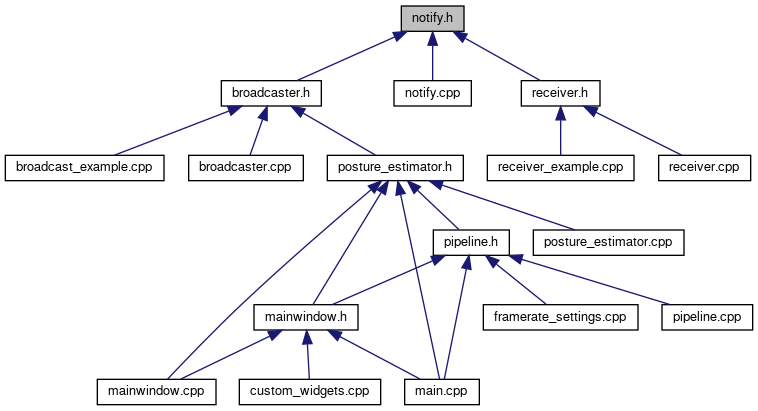 notify.h
broadcaster.h
notify.cpp
receiver.h
broadcast_example.cpp
broadcaster.cpp
posture_estimator.h
receiver_example.cpp
receiver.cpp
pipeline.h
posture_estimator.cpp
mainwindow.h
framerate_settings.cpp
pipeline.cpp
mainwindow.cpp
custom_widgets.cpp
main.cpp